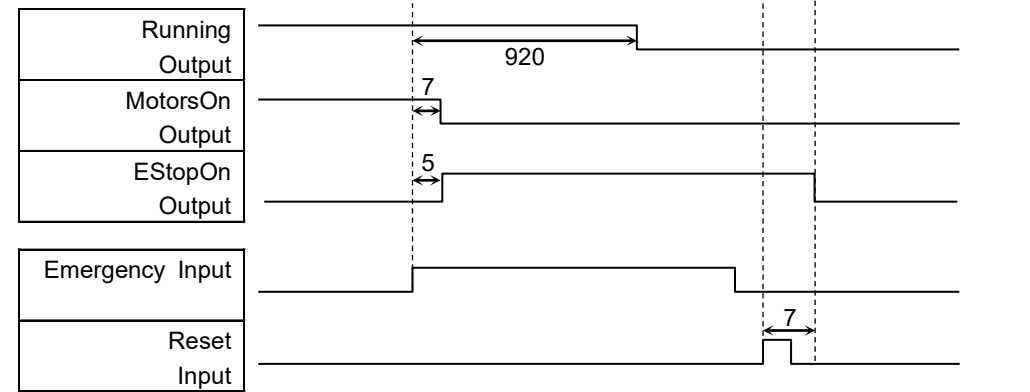 Running
Output
920
MotorsOn
Output
7
EStopOn
Output
5
Emergency Input
Reset
Input
7